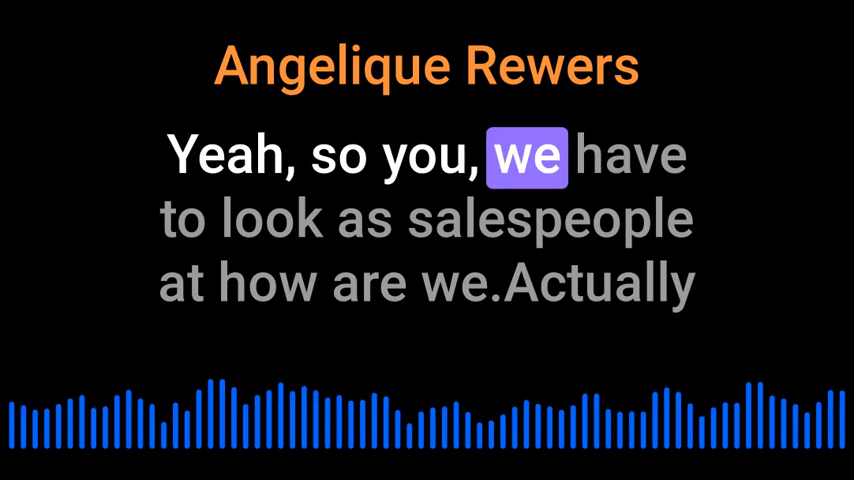 Angelique Rewers
Yeah, so you, we have
to look as salespeople
at how are we.Actually